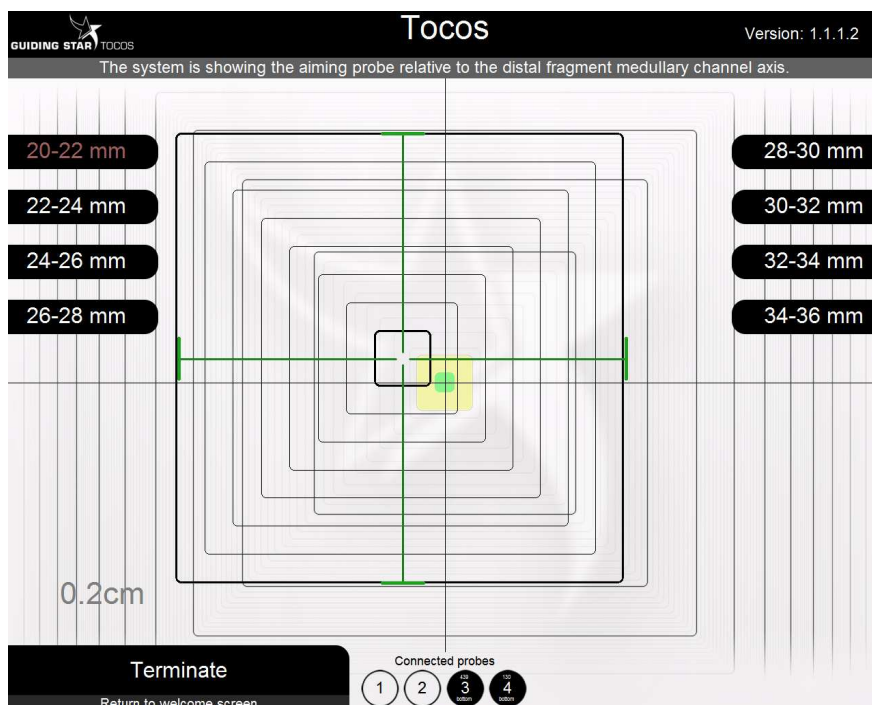 GUIDING STAR TOCOS
Tocos
Version: 1.1.1.2
The system is showing the aiming probe relative to the distal fragment medullary channel axis.
20-22 mm
28-30 mm
22-24 mm
30-32 mm
24-26 mm
32-34 mm
26-28 mm
34-36 mm
0.2cm
Terminate
Return to welcome screen
Connected probes
1
2
439
3
bottom
130
4
bottom